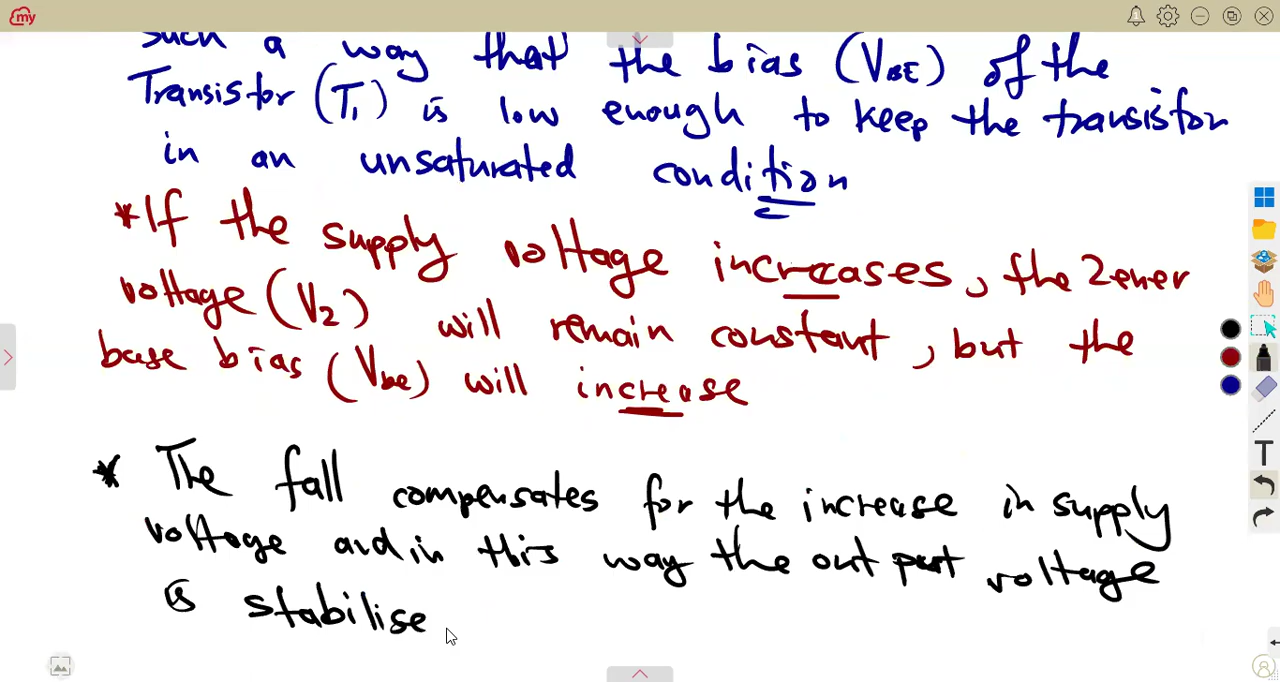 my
such a way that the bias (VBE) of the
Transistor (T1) is low enough to keep the transistor
in an unsaturated condition
*If the supply voltage increases, the Zener
voltage (VZ) will remain constant, but the
base bias (Vbe) will increase
* The fall compensates for the increase in supply
voltage and in this way the out put voltage
is stabilise
T